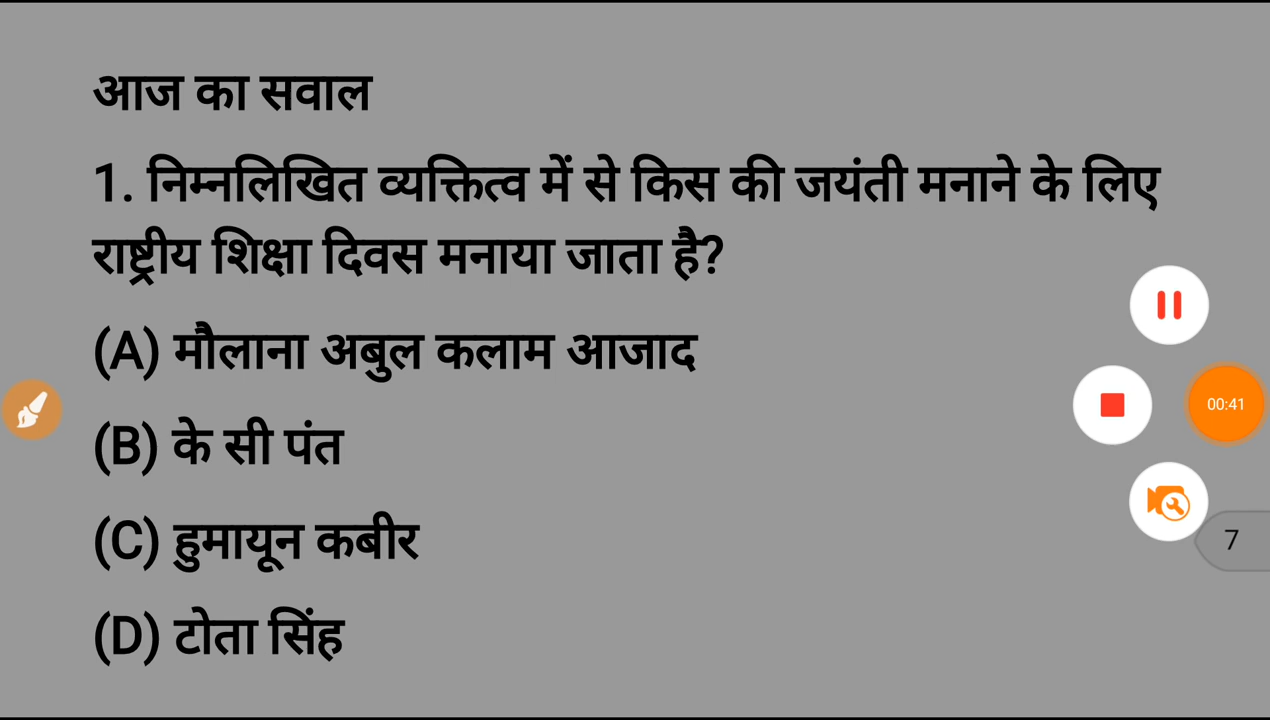 आज का सवाल
1. निम्नलिखित व्यक्तित्व में से किस की जयंती मनाने के लिए
राष्ट्रीय शिक्षा दिवस मनाया जाता है?
(A) मौलाना अबुल कलाम आजाद
(B) के सी पंत
(C) हुमायून कबीर
(D) टोता सिंह
00:41
7